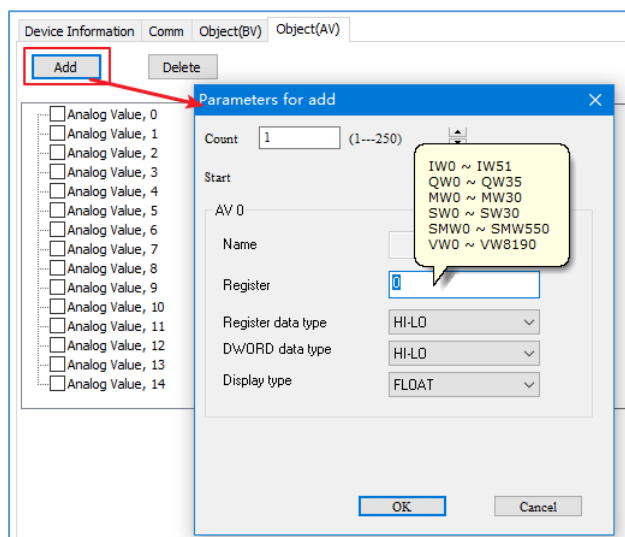 Device Information Comm Object(BV) Object(AV)
Add Delete
Analog Value, 0
Analog Value, 1
Analog Value, 2
Analog Value, 3
Analog Value, 4
Analog Value, 5
Analog Value, 6
Analog Value, 7
Analog Value, 8
Analog Value, 9
Analog Value, 10
Analog Value, 11
Analog Value, 12
Analog Value, 13
Analog Value, 14
Parameters for add
Count 1 (1---250)
Start
IW0 ~ IW51
QW0 ~ QW35
MW0 ~ MW30
SW0 ~ SW30
SMW0 ~ SMW550
VW0 ~ VW8190
AV 0
Name
Register 0
Register data type HI-LO
DWORD data type HI-LO
Display type FLOAT
OK Cancel